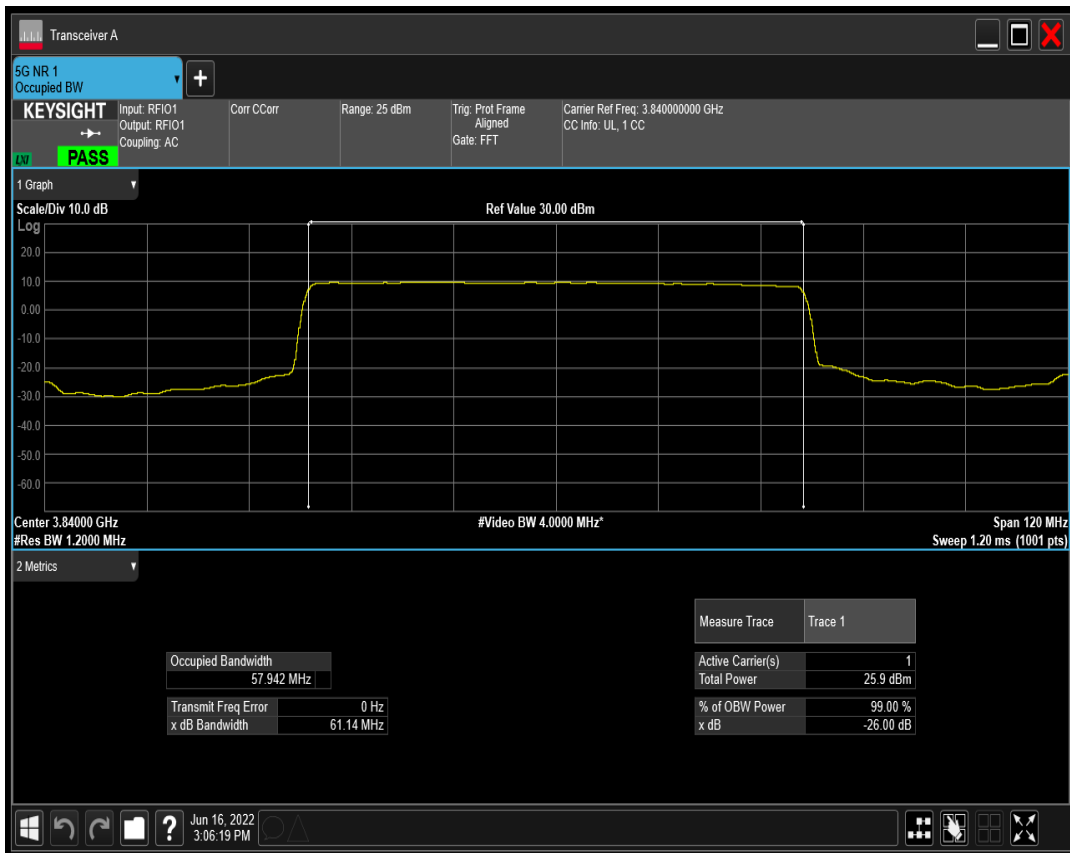 Transceiver A
5G NR 1
Occupied BW
KEYSIGHT
LXI
PASS
Input: RFIO1
Output: RFIO1
Coupling: AC
Corr CCorr
Range: 25 dBm
Trig: Prot Frame
Aligned
Gate: FFT
Carrier Ref Freq: 3.840000000 GHz
CC Info: UL, 1 CC
1 Graph
Scale/Div 10.0 dB
Ref Value 30.00 dBm
Log
20.0
10.0
0.00
-10.0
-20.0
-30.0
-40.0
-50.0
-60.0
Center 3.84000 GHz
#Video BW 4.0000 MHz*
Span 120 MHz
#Res BW 1.2000 MHz
Sweep 1.20 ms (1001 pts)
2 Metrics
Measure Trace Trace 1
Occupied Bandwidth
57.942 MHz
Transmit Freq Error 0 Hz
x dB Bandwidth 61.14 MHz
Active Carrier(s) 1
Total Power 25.9 dBm
% of OBW Power 99.00 %
x dB -26.00 dB
?
Jun 16, 2022
3:06:19 PM